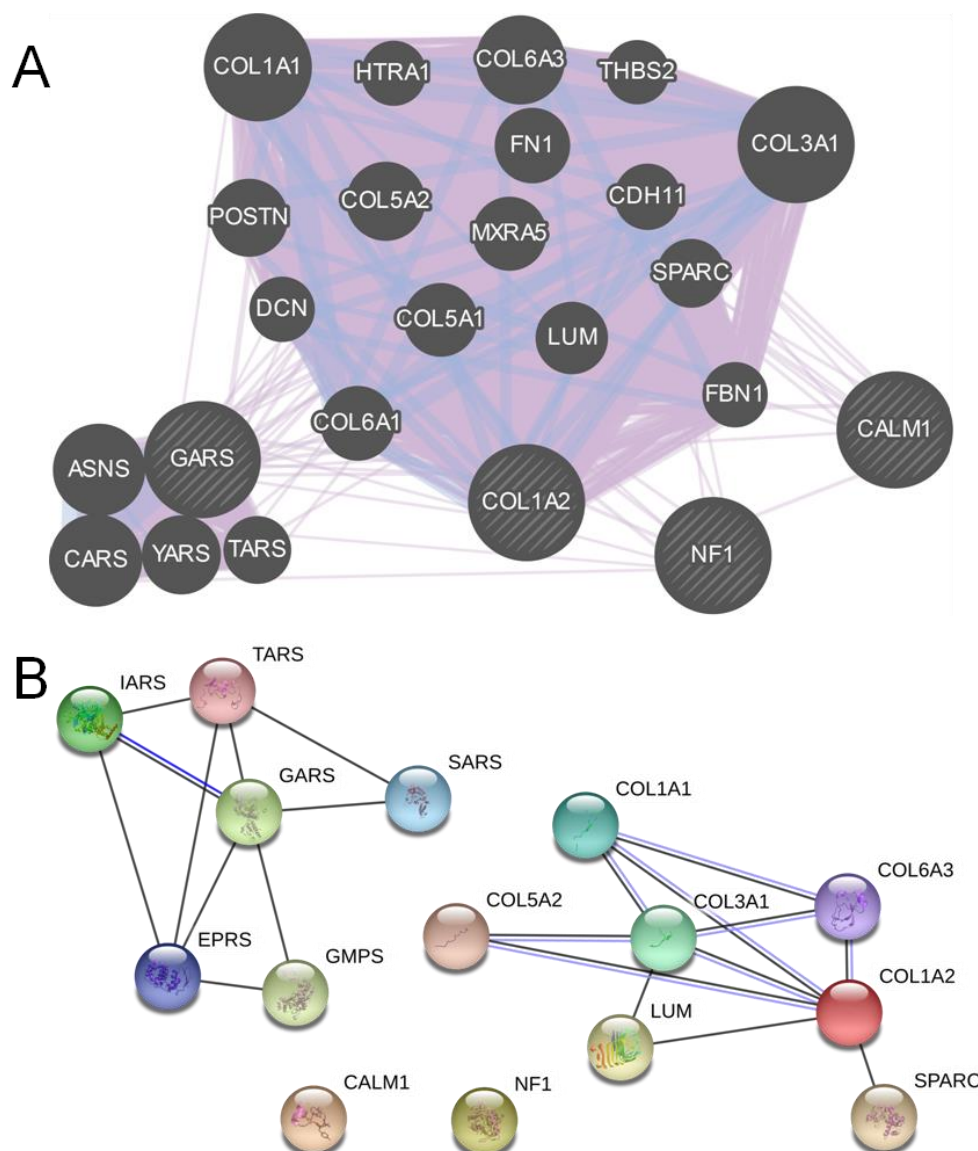 A
COL1A1
HTRA1
COL6A3
THBS2
COL3A1
FN1
POSTN
COL5A2
CDH11
MXRA5
SPARC
DCN
COL5A1
LUM
FBN1
COL6A1
CALM1
ASNS
GARS
COL1A2
CARS
YARS
TARS
NF1
B
TARS
IARS
SARS
GARS
COL1A1
COL6A3
COL5A2
COL3A1
EPRS
GMPS
COL1A2
LUM
CALM1
NF1
SPARC